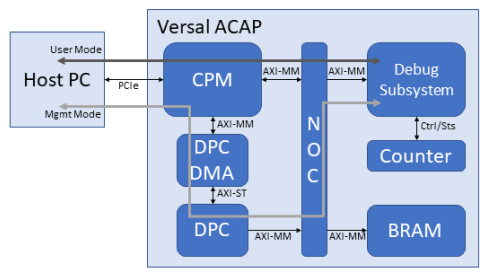 Versal ACAP
User Mode
Host PC
Mgmt Mode
PCIe
CPM
AXI-MM
AXI-MM
Debug
Subsystem
AXI-MM
Ctrl/Sts
DPC
DMA
NOC
Counter
AXI-ST
DPC
AXI-MM
AXI-MM
BRAM